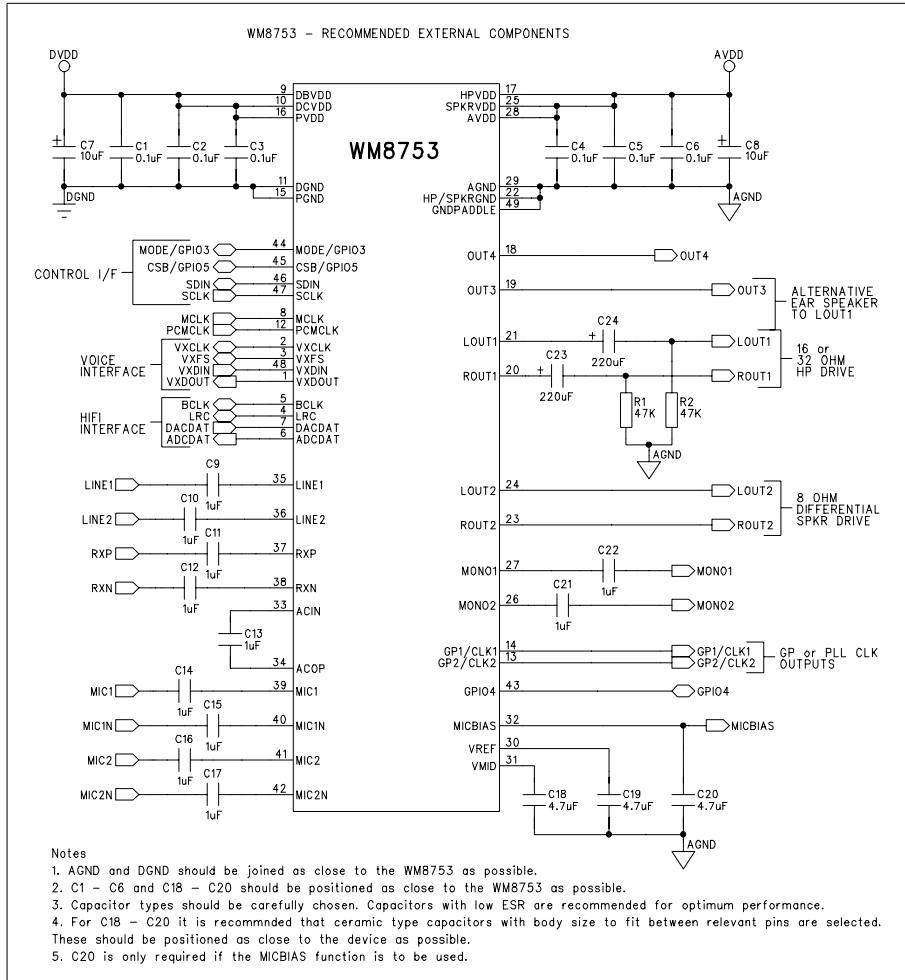 WM8753 - RECOMMENDED EXTERNAL COMPONENTS
DVDD
AVDD
9 DBVDD
10 DCVDD
16 PVDD
HPVDD 17
SPKRVDD 25
AVDD 28
WM8753
+ C7 10uF
C1 0.1uF
C2 0.1uF
C3 0.1uF
C4 0.1uF
C5 0.1uF
C6 0.1uF
+ C8 10uF
DGND
11 DGND
15 PGND
AGND 29
HP/SPKRGND 22
GNDPADDLE 49
AGND
CONTROL I/F
MODE/GPIO3 44 MODE/GPIO3
CSB/GPIO5 45 CSB/GPIO5
SDIN 46 SDIN
SCLK 47 SCLK
MCLK 8 MCLK
PCMCLK 12 PCMCLK
VOICE INTERFACE
VXCLK 2 VXCLK
VXFS 3 VXFS
VXDIN 48 VXDIN
VXDOUT 1 VXDOUT
HIFI INTERFACE
BCLK 5 BCLK
LRC 4 LRC
DACDAT 7 DACDAT
ADCDAT 6 ADCDAT
LINE1 C9 1uF 35 LINE1
LINE2 C10 1uF 36 LINE2
RXP C11 1uF 37 RXP
RXN C12 1uF 38 RXN
33 ACIN
C13 1uF
34 ACOP
MIC1 C14 1uF 39 MIC1
MIC1N C15 1uF 40 MIC1N
MIC2 C16 1uF 41 MIC2
MIC2N C17 1uF 42 MIC2N
OUT4 18 OUT4
OUT3 19 OUT3
ALTERNATIVE
EAR SPEAKER
TO LOUT1
LOUT1 21 + C24 220uF LOUT1
ROUT1 20 + C23 220uF ROUT1
16 or
32 OHM
HP DRIVE
R1 47K
R2 47K
AGND
LOUT2 24 LOUT2
ROUT2 23 ROUT2
8 OHM
DIFFERENTIAL
SPKR DRIVE
MONO1 27 C22 1uF MONO1
MONO2 26 C21 1uF MONO2
GP1/CLK1 14 GP1/CLK1
GP2/CLK2 13 GP2/CLK2
GP or PLL CLK
OUTPUTS
GPIO4 43 GPIO4
MICBIAS 32 MICBIAS
VREF 30
VMID 31
C18 4.7uF
C19 4.7uF
C20 4.7uF
AGND
Notes
1. AGND and DGND should be joined as close to the WM8753 as possible.
2. C1 - C6 and C18 - C20 should be positioned as close to the WM8753 as possible.
3. Capacitor types should be carefully chosen. Capacitors with low ESR are recommended for optimum performance.
4. For C18 - C20 it is recommnded that ceramic type capacitors with body size to fit between relevant pins are selected.
These should be positioned as close to the device as possible.
5. C20 is only required if the MICBIAS function is to be used.